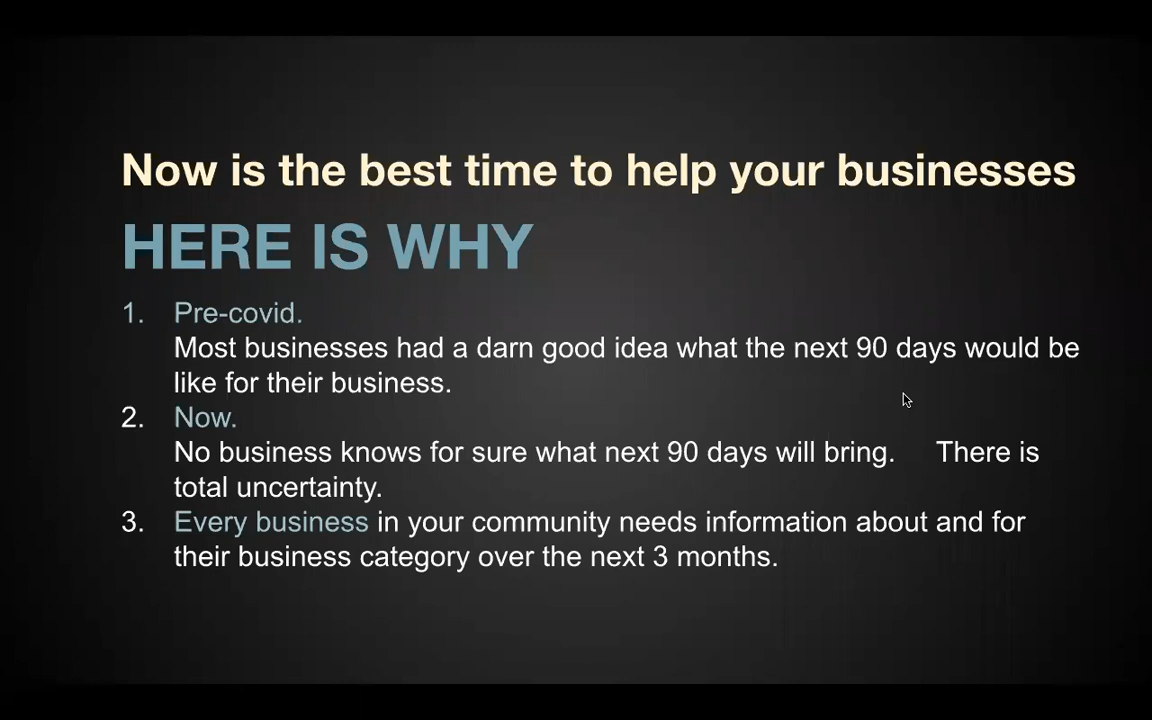 Now is the best time to help your businesses
HERE IS WHY
1. Pre-covid.
Most businesses had a darn good idea what the next 90 days would be
like for their business.
2. Now.
No business knows for sure what next 90 days will bring. There is
total uncertainty.
3. Every business in your community needs information about and for
their business category over the next 3 months.